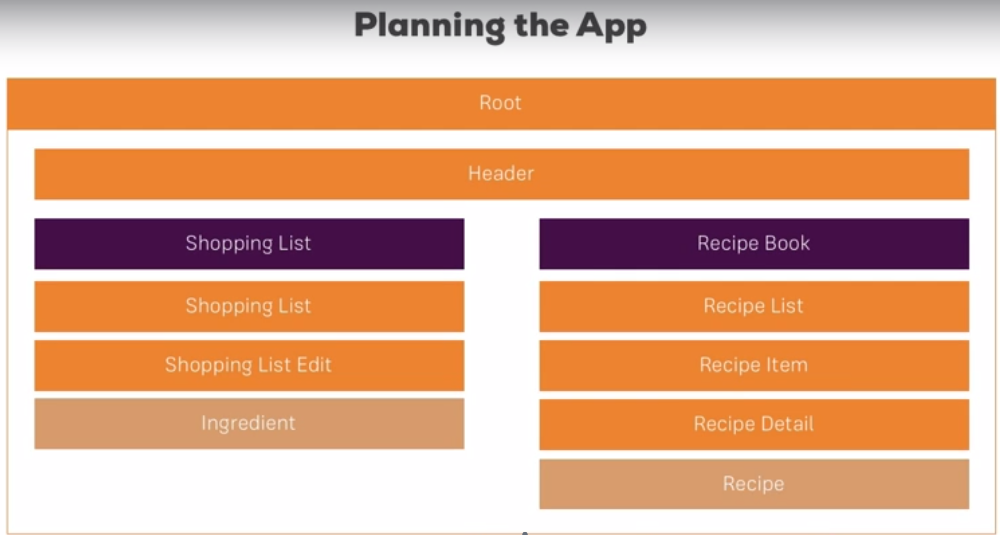 Planning the App
Root
Header
Shopping List
Shopping List
Shopping List Edit
Ingredient
Recipe Book
Recipe List
Recipe Item
Recipe Detail
Recipe